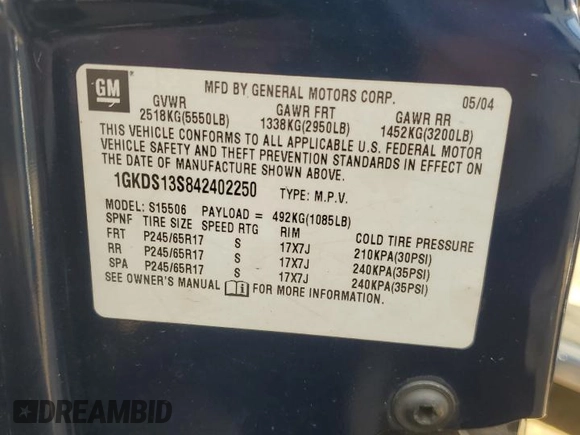 GM
MFD BY GENERAL MOTORS CORP. 05/04
GVWR GAWR FRT GAWR RR
2518KG(5550LB) 1338KG(2950LB) 1452KG(3200LB)
THIS VEHICLE CONFORMS TO ALL APPLICABLE U.S. FEDERAL MOTOR
VEHICLE SAFETY AND THEFT PREVENTION STANDARDS IN EFFECT ON
THE DATE OF MANUFACTURE SHOWN ABOVE.
1GKDS13S842402250 TYPE: M.P.V.
MODEL: S15506 PAYLOAD = 492KG(1085LB)
SPNF TIRE SIZE SPEED RTG RIM COLD TIRE PRESSURE
FRT P245/65R17 S 17X7J 210KPA(30PSI)
RR P245/65R17 S 17X7J 240KPA(35PSI)
SPA P245/65R17 S 17X7J 240KPA(35PSI)
SEE OWNER'S MANUAL FOR MORE INFORMATION.
DREAMBID